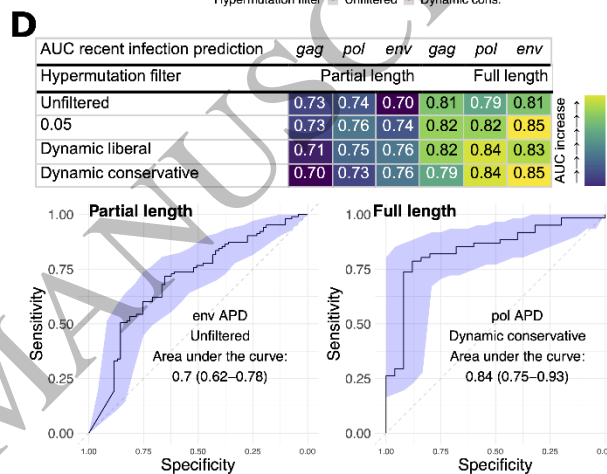 Hypermutation filter Unfiltered Dynamic cons.
D
AUC recent infection prediction gag pol env gag pol env
Hypermutation filter Partial length Full length
Unfiltered 0.73 0.74 0.70 0.81 0.79 0.81
0.05 0.73 0.76 0.74 0.82 0.82 0.85
Dynamic liberal 0.71 0.75 0.76 0.82 0.84 0.83
Dynamic conservative 0.70 0.73 0.76 0.79 0.84 0.85
AUC increase
Partial length
Sensitivity
1.00
0.75
0.50
0.25
0.00
env APD
Unfiltered
Area under the curve:
0.7 (0.62–0.78)
1.00 0.75 0.50 0.25 0.00
Specificity
Full length
Sensitivity
1.00
0.75
0.50
0.25
0.00
pol APD
Dynamic conservative
Area under the curve:
0.84 (0.75–0.93)
1.00 0.75 0.50 0.25 0.00
Specificity
MANUSC